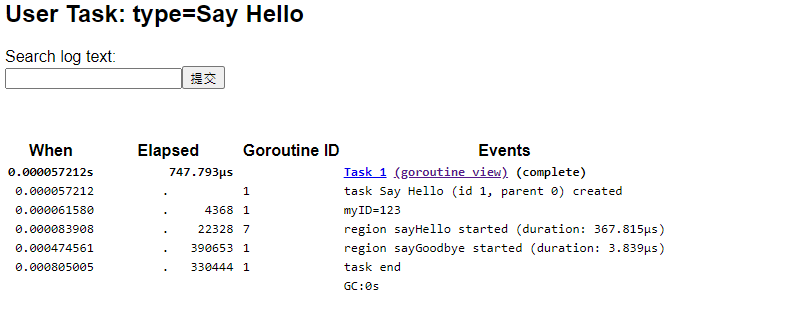 User Task: type=Say Hello
Search log text:
提交
When Elapsed Goroutine ID Events
0.000057212s 747.793µs Task 1 (goroutine view) (complete)
0.000057212 . 1 task Say Hello (id 1, parent 0) created
0.000061580 . 4368 1 myID=123
0.000083908 . 22328 7 region sayHello started (duration: 367.815µs)
0.000474561 . 390653 1 region sayGoodbye started (duration: 3.839µs)
0.000805005 . 330444 1 task end
GC:0s